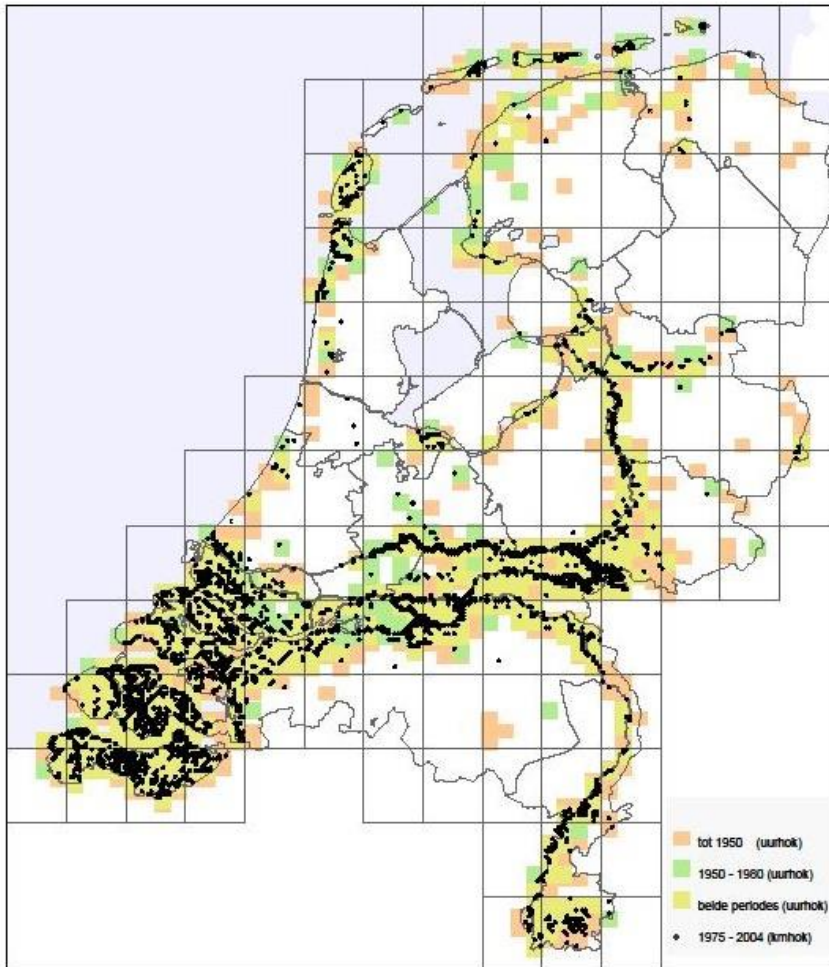 tot 1950 (uurhok)
1950 - 1980 (uurhok)
beide periodes (uurhok)
1975 - 2004 (kmhok)